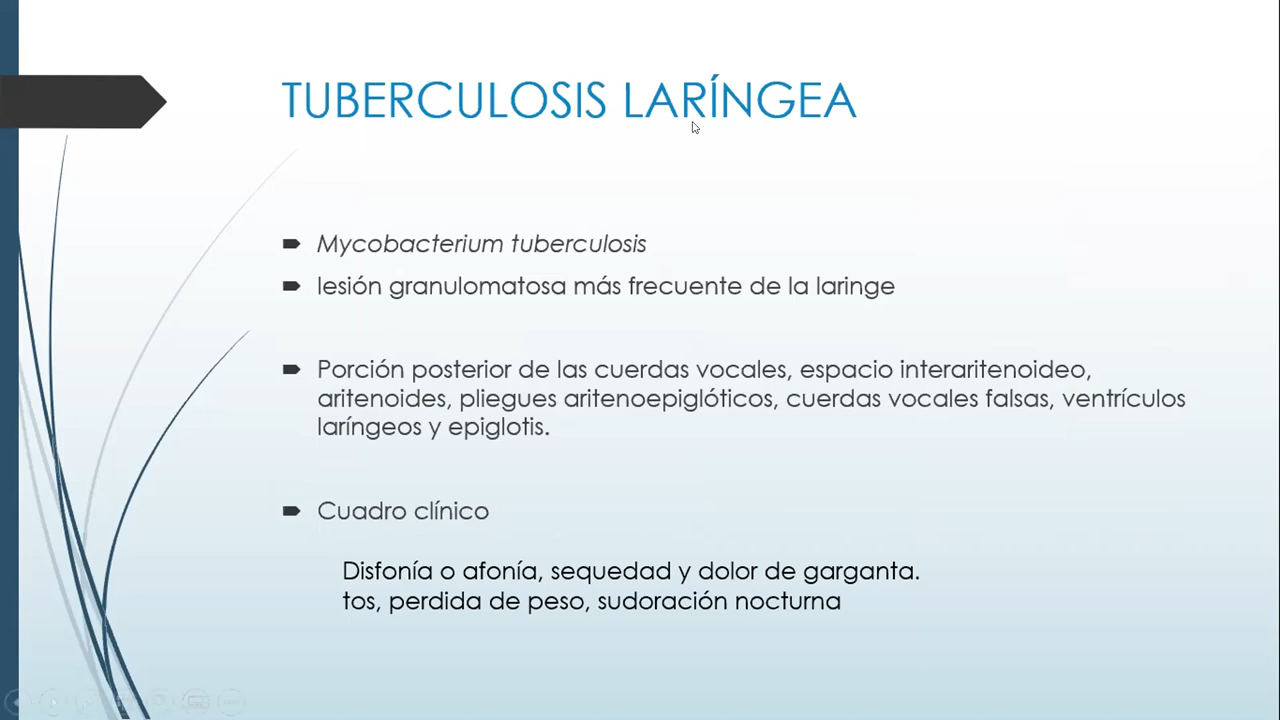 TUBERCULOSIS LARÍNGEA
Mycobacterium tuberculosis
lesión granulomatosa más frecuente de la laringe
Porción posterior de las cuerdas vocales, espacio interaritenoideo,
aritenoides, pliegues aritenoepiglóticos, cuerdas vocales falsas, ventrículos
laríngeos y epiglotis.
Cuadro clínico
Disfonía o afonía, sequedad y dolor de garganta.
tos, perdida de peso, sudoración nocturna